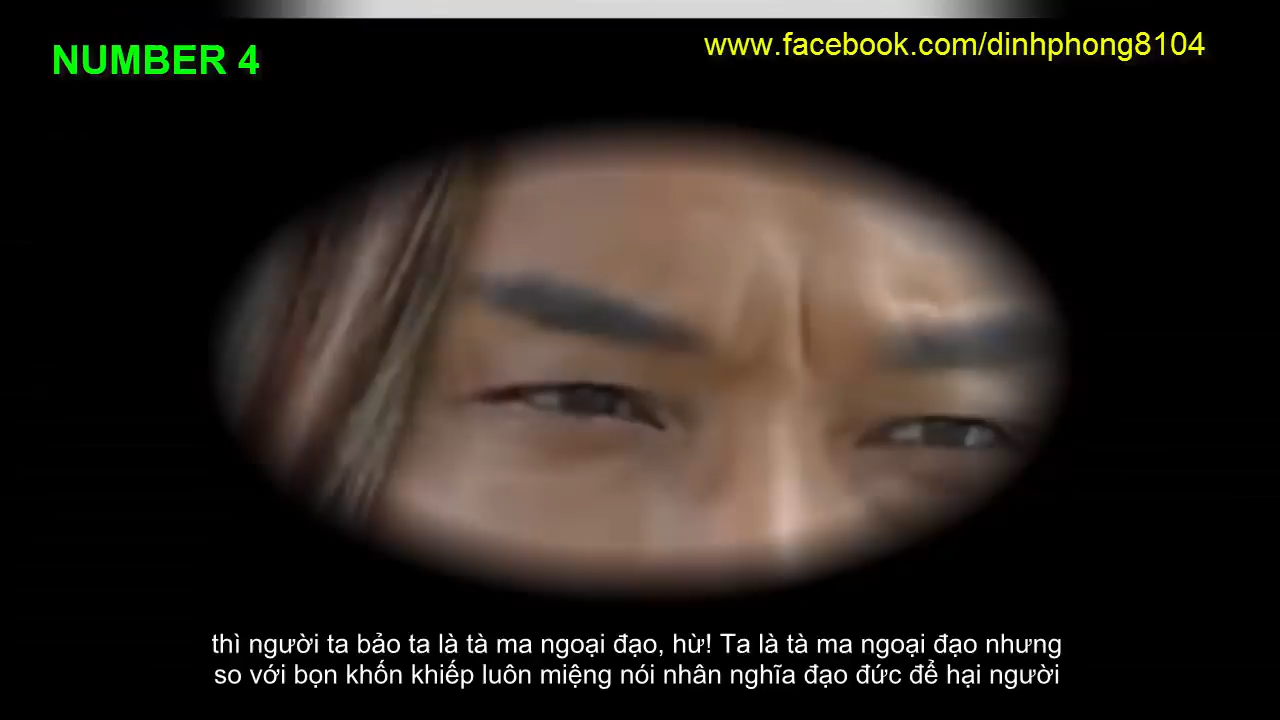 NUMBER 4
www.facebook.com/dinhphong8104
thì người ta bảo ta là tà ma ngoại đạo, hừ! Ta là tà ma ngoại đạo nhưng
so với bọn khốn khiếp luôn miệng nói nhân nghĩa đạo đức để hại người